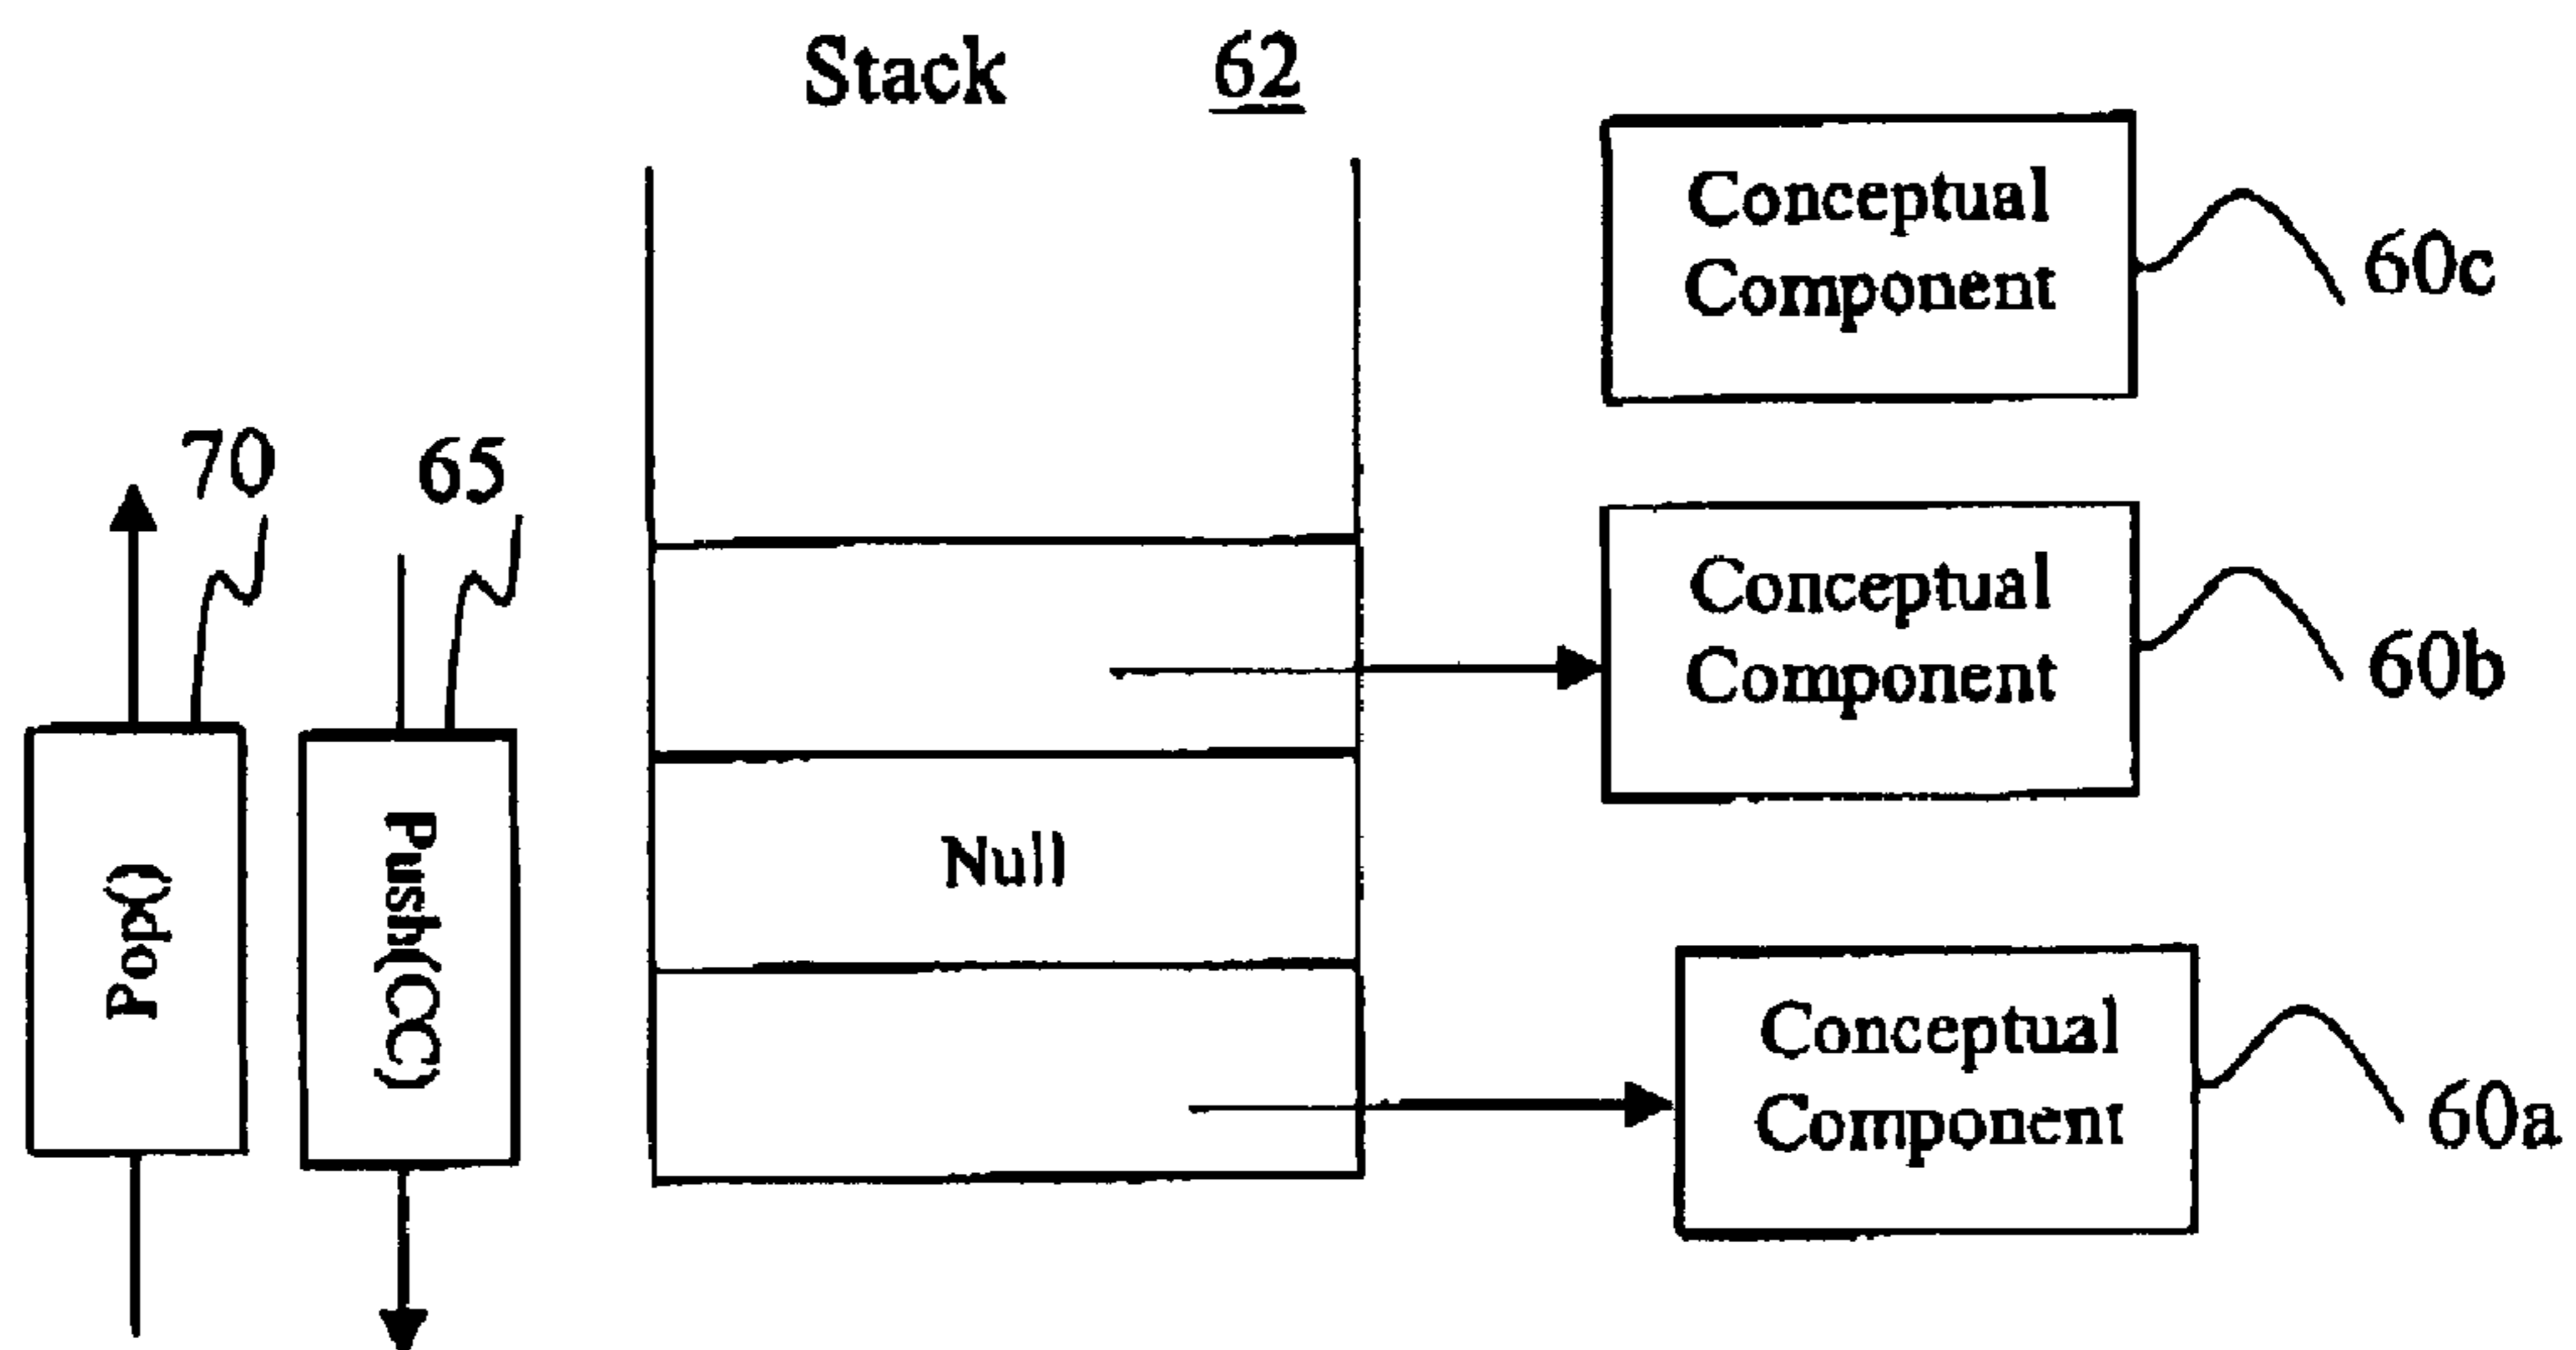 Stack 62
Conceptual
Component
60c
70
65
Conceptual
Component
60b
Pop()
Push(CC)
Null
Conceptual
Component
60a